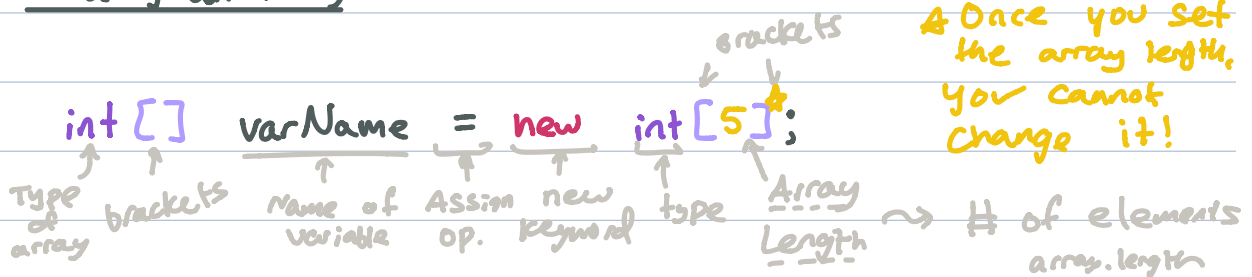 brackets
☆ Once you set
the array length,
you cannot
change it!
int [] varName = new int [5]☆;
Type
of
array
brackets
Name of
variable
Assign
op.
new
keyword
type
Array
Length
⇝ # of elements
array.length